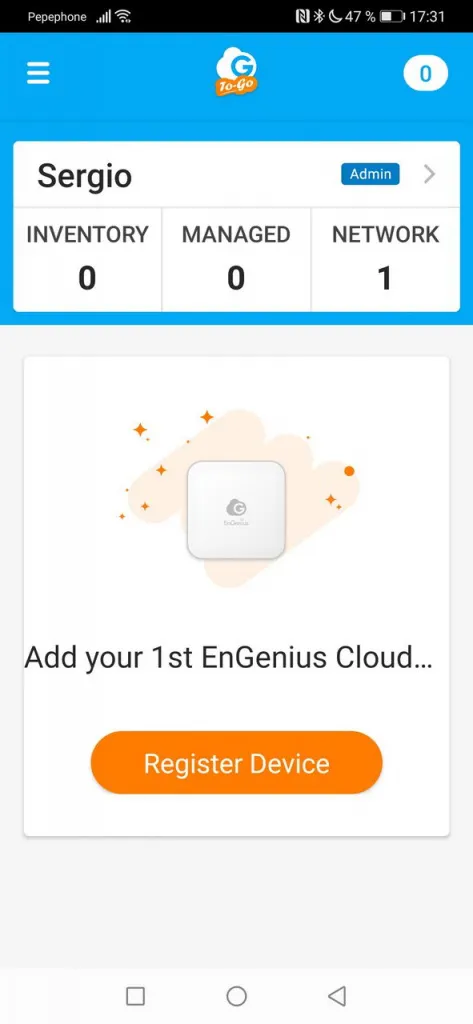 Pepephone 47 % 17:31
To-Go
0
Sergio Admin
INVENTORY MANAGED NETWORK
0 0 1
EnGenius
Add your 1st EnGenius Cloud...
Register Device